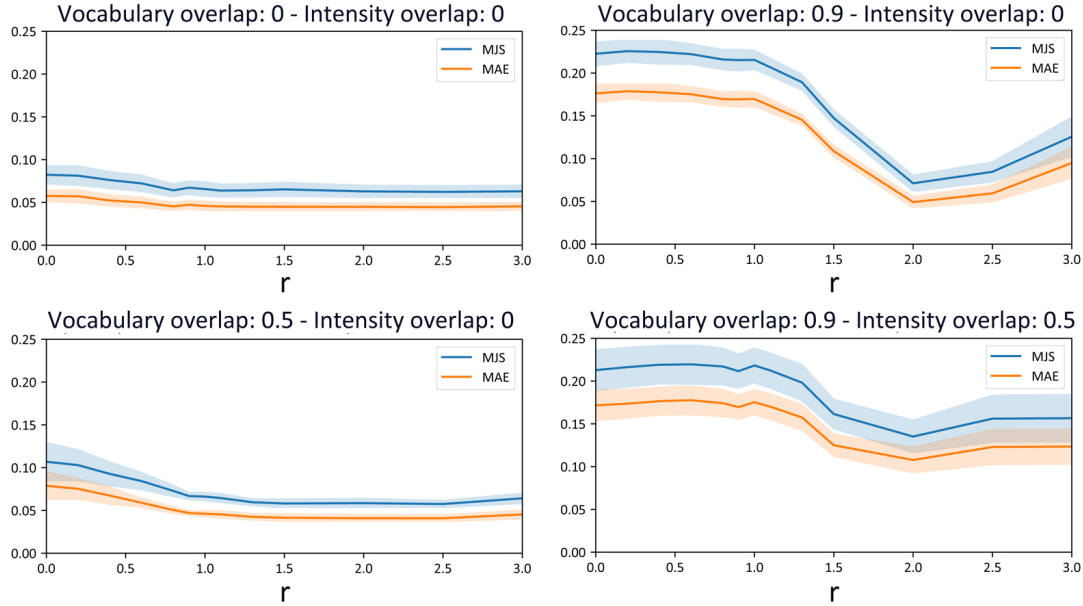 Vocabulary overlap: 0 - Intensity overlap: 0
0.25
0.20
0.15
0.10
0.05
0.00
MJS
MAE
0.0 0.5 1.0 1.5 2.0 2.5 3.0
r
Vocabulary overlap: 0.9 - Intensity overlap: 0
0.25
0.20
0.15
0.10
0.05
0.00
MJS
MAE
0.0 0.5 1.0 1.5 2.0 2.5 3.0
r
Vocabulary overlap: 0.5 - Intensity overlap: 0
0.25
0.20
0.15
0.10
0.05
0.00
MJS
MAE
0.0 0.5 1.0 1.5 2.0 2.5 3.0
r
Vocabulary overlap: 0.9 - Intensity overlap: 0.5
0.25
0.20
0.15
0.10
0.05
0.00
MJS
MAE
0.0 0.5 1.0 1.5 2.0 2.5 3.0
r